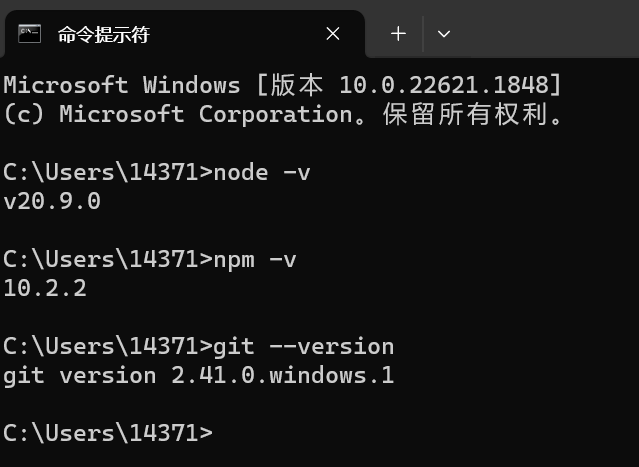 命令提示符
Microsoft Windows [版本 10.0.22621.1848]
(c) Microsoft Corporation。保留所有权利。
C:\Users\14371>node -v
v20.9.0
C:\Users\14371>npm -v
10.2.2
C:\Users\14371>git --version
git version 2.41.0.windows.1
C:\Users\14371>